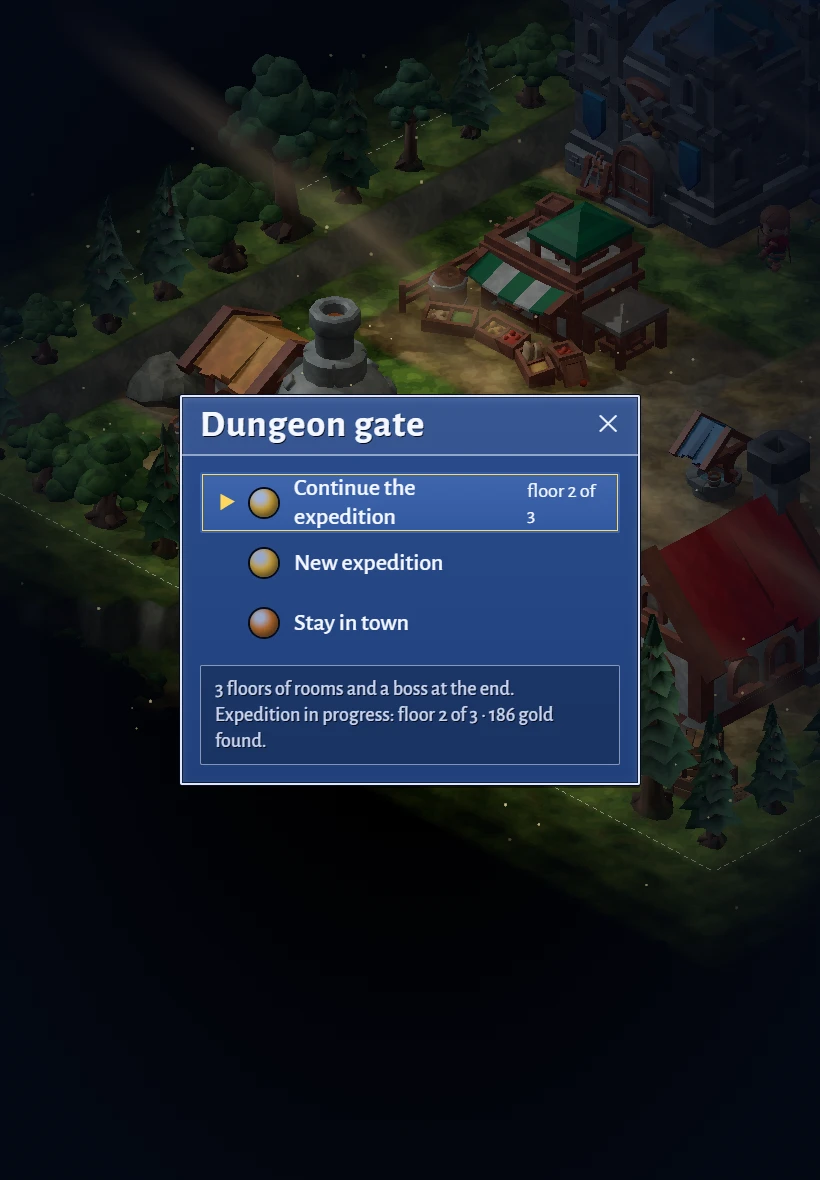 Dungeon gate
Continue the
expedition
floor 2 of
3
New expedition
Stay in town
3 floors of rooms and a boss at the end.
Expedition in progress: floor 2 of 3 · 186 gold
found.